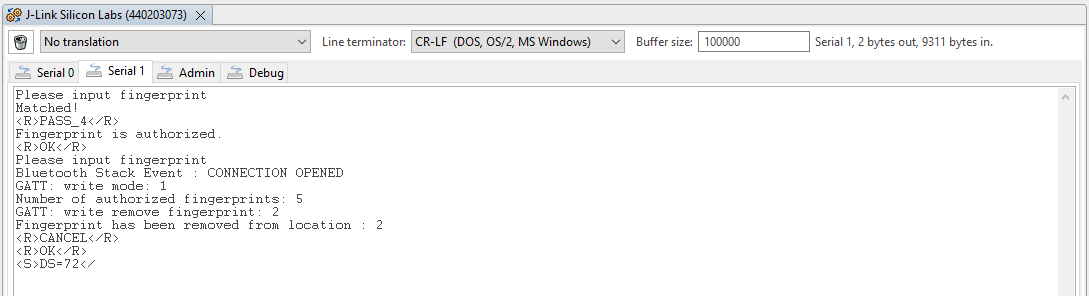 J-Link Silicon Labs (440203073)
No translation Line terminator: CR-LF (DOS, OS/2, MS Windows) Buffer size: 100000 Serial 1, 2 bytes out, 9311 bytes in.
Serial 0 Serial 1 Admin Debug
Please input fingerprint
Matched!
<R>PASS_4</R>
Fingerprint is authorized.
<R>OK</R>
Please input fingerprint
Bluetooth Stack Event : CONNECTION OPENED
GATT: write mode: 1
Number of authorized fingerprints: 5
GATT: write remove fingerprint: 2
Fingerprint has been removed from location : 2
<R>CANCEL</R>
<R>OK</R>
<S>DS=72</